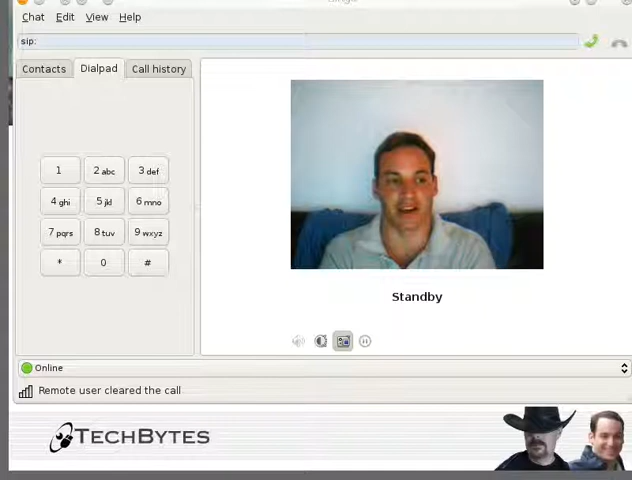 Chat Edit View Help
sip:
Contacts Dialpad Call history
1 2 abc 3 def
4 ghi 5 jkl 6 mno
7 pqrs 8 tuv 9 wxyz
* 0 #
Standby
Online
Remote user cleared the call
TECHBYTES